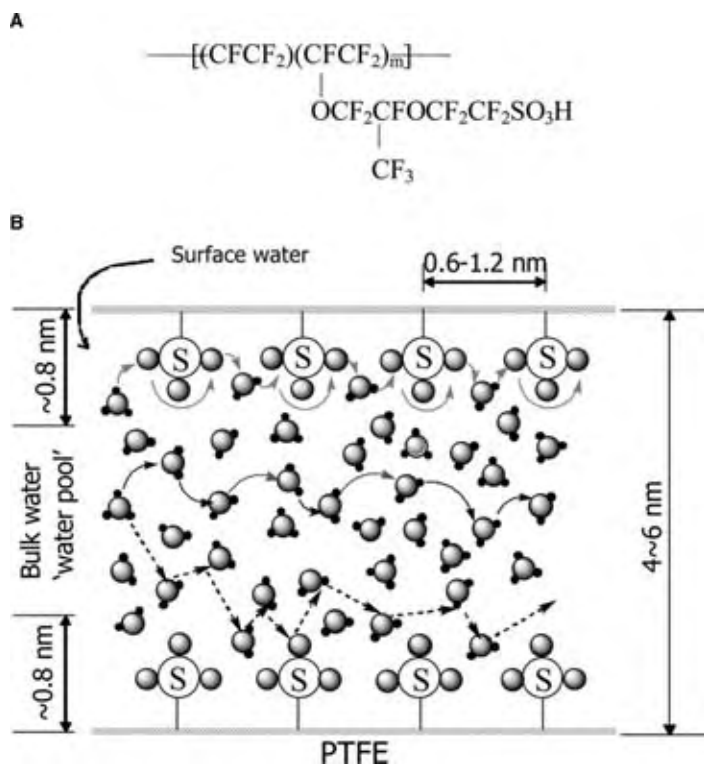 A
[(CFCF₂)(CFCF₂)ₘ]
OCF₂CFOCF₂CF₂SO₃H
CF₃
B
Surface water
0.6-1.2 nm
~0.8 nm
S S S S
Bulk water
'water pool'
4~6 nm
~0.8 nm
S S S S
PTFE